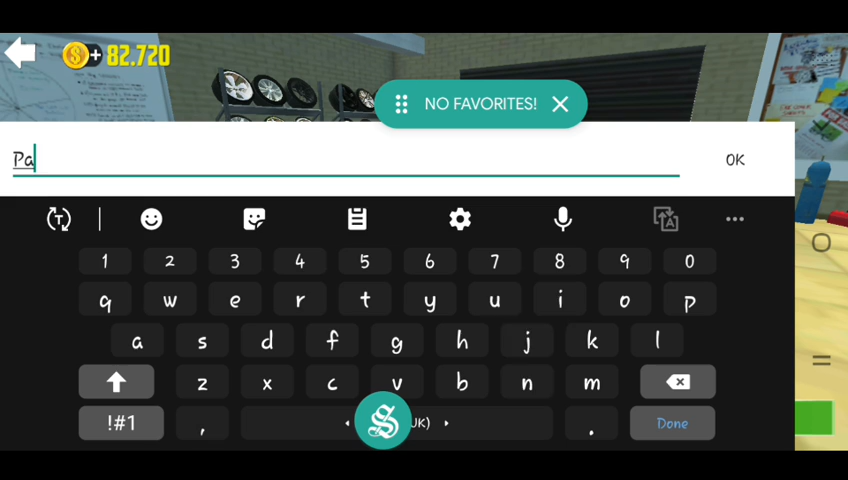 + 82.720
NO FAVORITES!
Pa
OK
1 2 3 4 5 6 7 8 9 0
q w e r t y u i o p
a s d f g h j k l
z x c v b n m
!#1 , UK) . Done